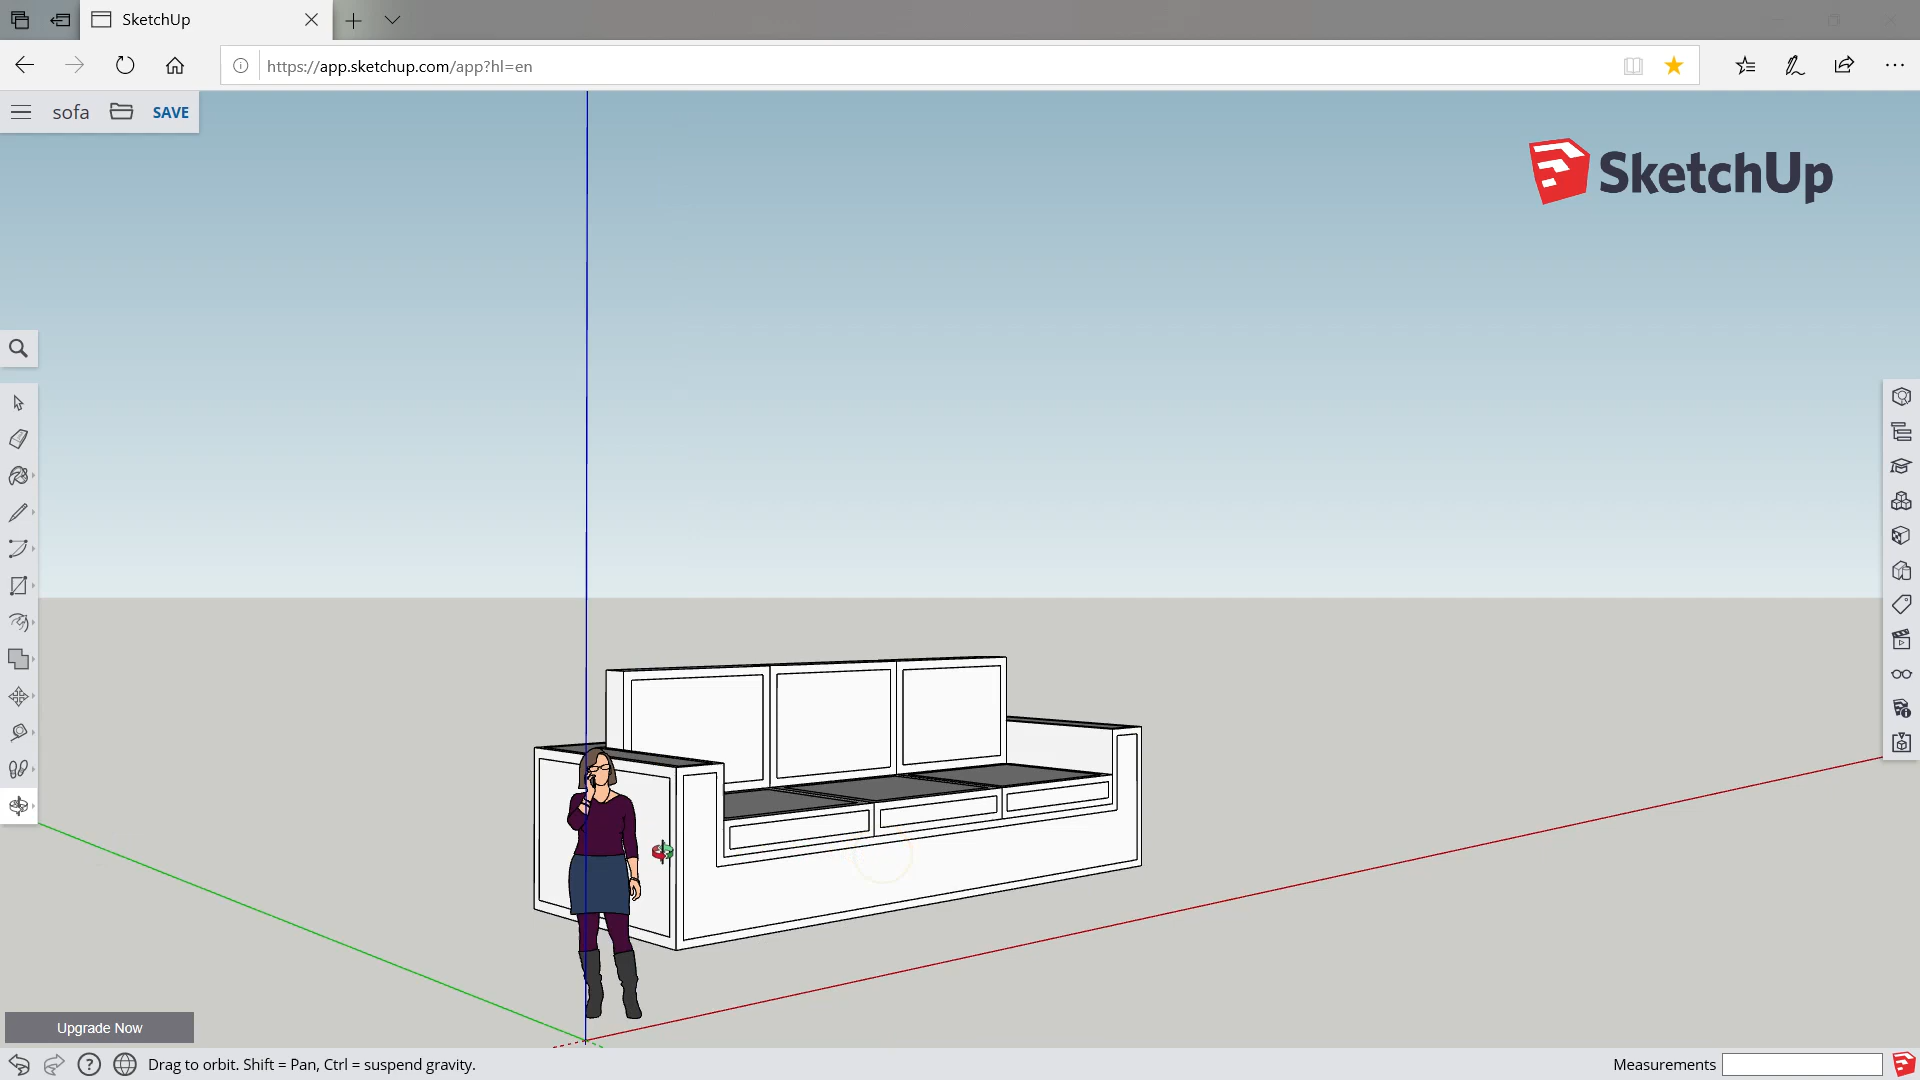 SketchUp
https://app.sketchup.com/app?hl=en
sofa SAVE
SketchUp
Upgrade Now
Drag to orbit. Shift = Pan, Ctrl = suspend gravity.
Measurements